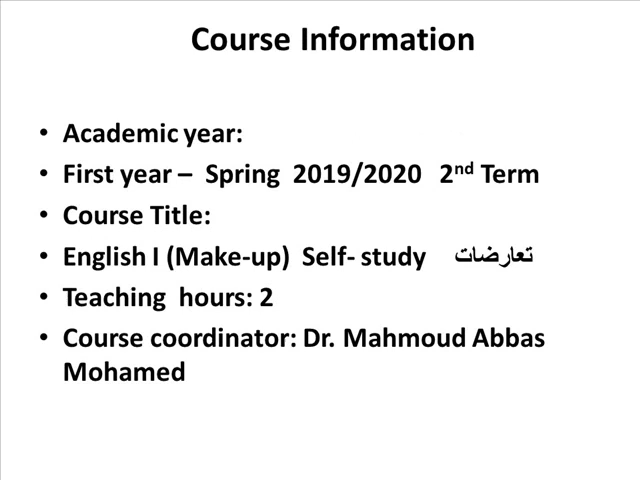 Course Information
• Academic year:
• First year – Spring 2019/2020 2nd Term
• Course Title:
• English I (Make-up) Self- study تعارضات
• Teaching hours: 2
• Course coordinator: Dr. Mahmoud Abbas
Mohamed